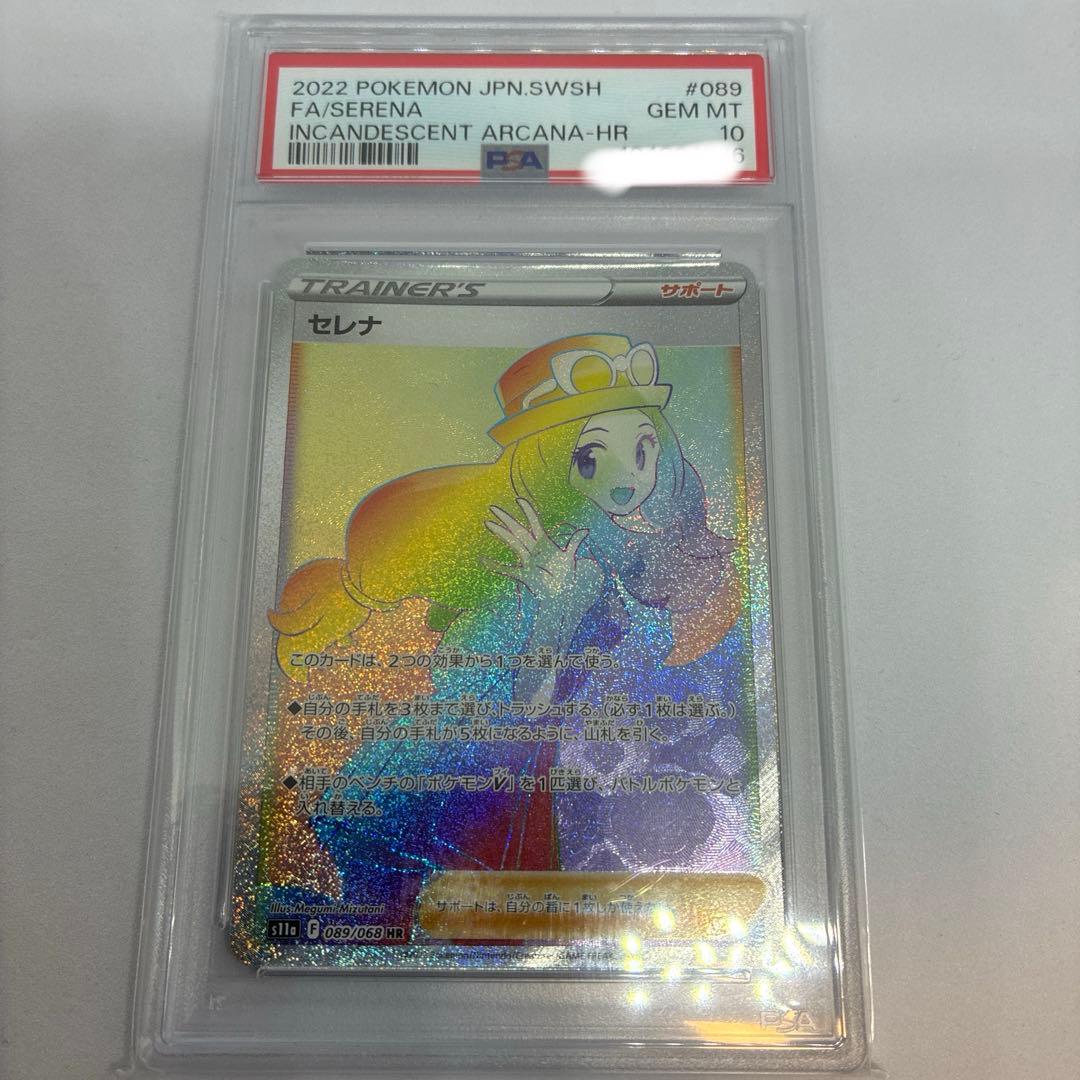 2022 POKEMON JPN.SWSH #089
FA/SERENA GEM MT
INCANDESCENT ARCANA-HR 10
PSA 6
TRAINER'S サポート
セレナ
このカードは、2つの効果から1つを選んで使う。
◆自分の手札を3枚まで選び、トラッシュする。(必ず1枚は選ぶ。)
その後、自分の手札が5枚になるように、山札を引く。
◆相手のベンチの「ポケモンV」を1匹選び、バトルポケモンと
入れ替える。
Illus. Megumi Mizutani
サポートは、自分の番に1枚しか使えない
s11a F 089/068 HR
Pokémon/Nintendo/Creatures/GAME FREAK
PSA